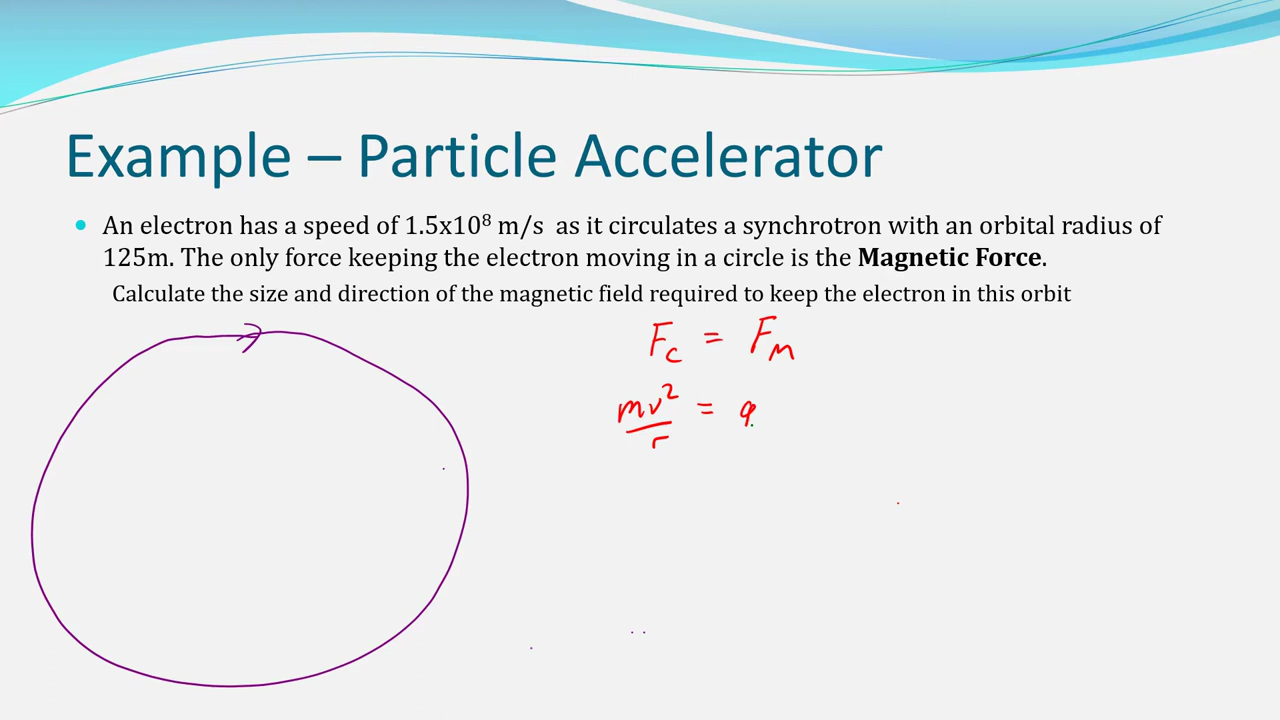 Example – Particle Accelerator
• An electron has a speed of 1.5x10⁸ m/s as it circulates a synchrotron with an orbital radius of
125m. The only force keeping the electron moving in a circle is the Magnetic Force.
Calculate the size and direction of the magnetic field required to keep the electron in this orbit
F_C = F_M
mv²/r = q